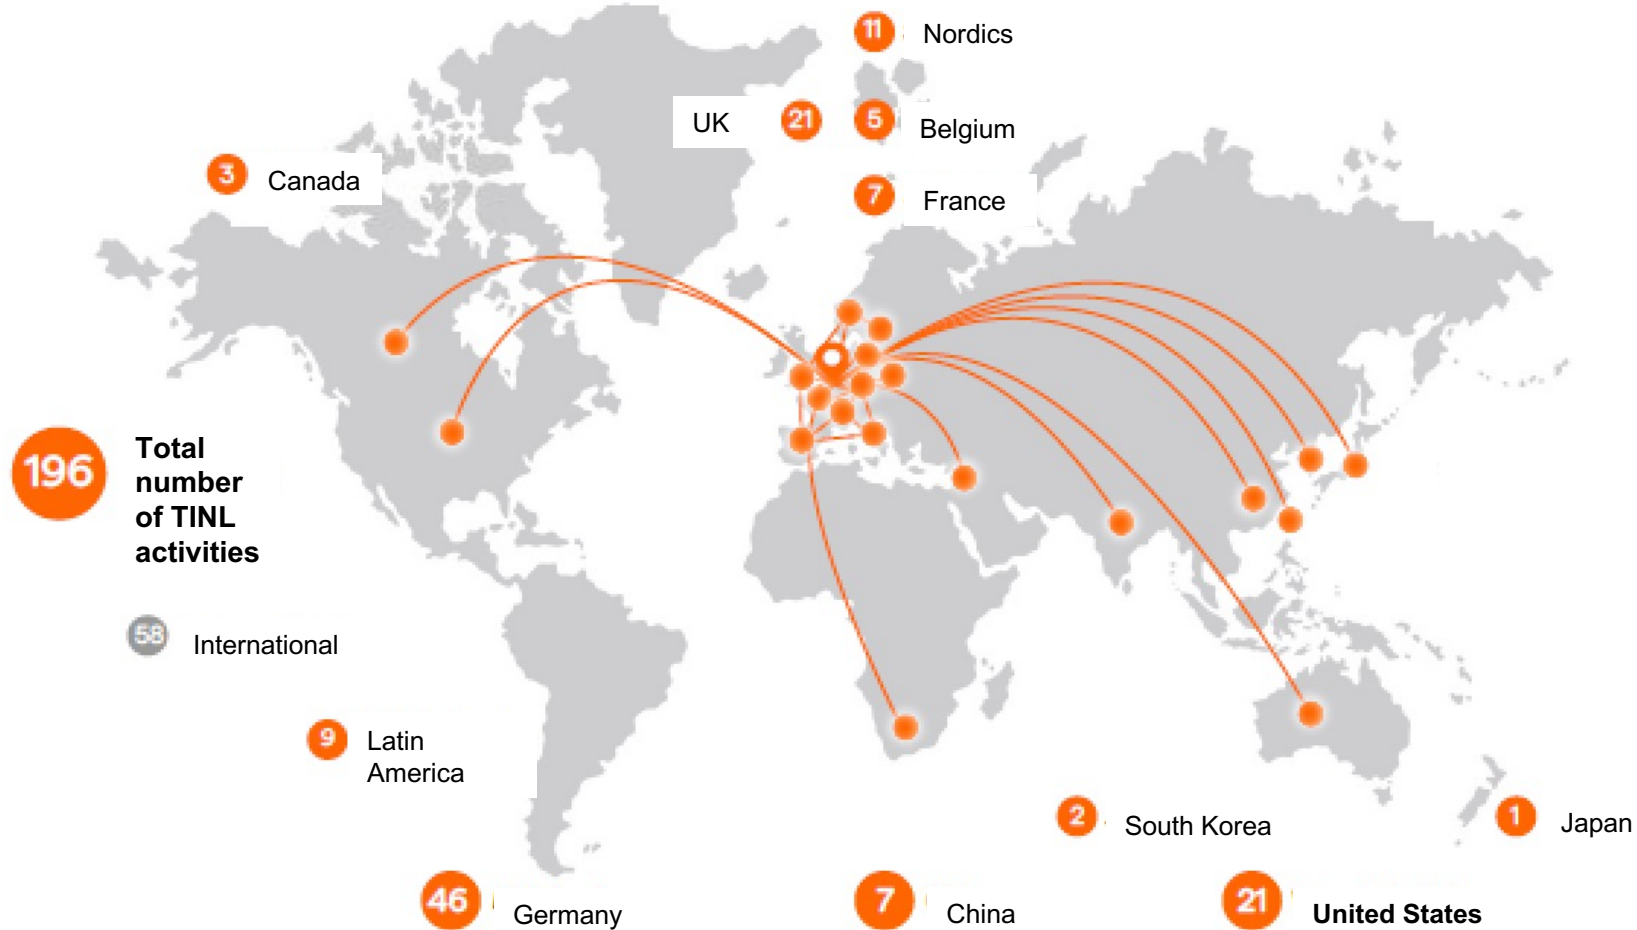 11 Nordics
UK 21
5 Belgium
3 Canada
7 France
196
Total
number
of TINL
activities
58 International
9 Latin
America
2 South Korea
1 Japan
46 Germany
7 China
21 United States